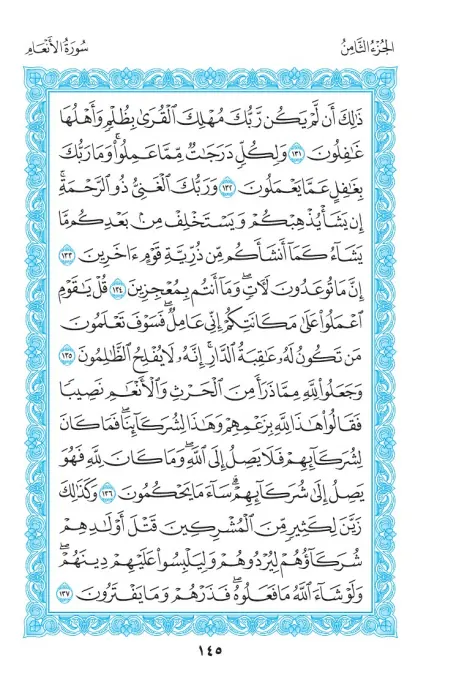 الجُزْءُ الثَّامِنُ
سُورَةُ الأَنْعَامِ
ذَٰلِكَ أَن لَّمْ يَكُن رَّبُّكَ مُهْلِكَ ٱلْقُرَىٰ بِظُلْمٍ وَأَهْلُهَا
غَٰفِلُونَ ١٣١ وَلِكُلٍّ دَرَجَٰتٌ مِّمَّا عَمِلُوا۟ ۚ وَمَا رَبُّكَ
بِغَٰفِلٍ عَمَّا يَعْمَلُونَ ١٣٢ وَرَبُّكَ ٱلْغَنِىُّ ذُو ٱلرَّحْمَةِ ۚ
إِن يَشَأْ يُذْهِبْكُمْ وَيَسْتَخْلِفْ مِنۢ بَعْدِكُم مَّا
يَشَآءُ كَمَآ أَنشَأَكُم مِّن ذُرِّيَّةِ قَوْمٍ ءَاخَرِينَ ١٣٣
إِنَّ مَا تُوعَدُونَ لَءَاتٍ ۖ وَمَآ أَنتُم بِمُعْجِزِينَ ١٣٤ قُلْ يَٰقَوْمِ
ٱعْمَلُوا۟ عَلَىٰ مَكَانَتِكُمْ إِنِّى عَامِلٌ ۖ فَسَوْفَ تَعْلَمُونَ
مَن تَكُونُ لَهُۥ عَٰقِبَةُ ٱلدَّارِ ۗ إِنَّهُۥ لَا يُفْلِحُ ٱلظَّٰلِمُونَ ١٣٥
وَجَعَلُوا۟ لِلَّهِ مِمَّا ذَرَأَ مِنَ ٱلْحَرْثِ وَٱلْأَنْعَٰمِ نَصِيبًا
فَقَالُوا۟ هَٰذَا لِلَّهِ بِزَعْمِهِمْ وَهَٰذَا لِشُرَكَآئِنَا ۖ فَمَا كَانَ
لِشُرَكَآئِهِمْ فَلَا يَصِلُ إِلَى ٱللَّهِ ۖ وَمَا كَانَ لِلَّهِ فَهُوَ
يَصِلُ إِلَىٰ شُرَكَآئِهِمْ ۗ سَآءَ مَا يَحْكُمُونَ ١٣٦ وَكَذَٰلِكَ
زَيَّنَ لِكَثِيرٍ مِّنَ ٱلْمُشْرِكِينَ قَتْلَ أَوْلَٰدِهِمْ
شُرَكَآؤُهُمْ لِيُرْدُوهُمْ وَلِيَلْبِسُوا۟ عَلَيْهِمْ دِينَهُمْ ۖ
وَلَوْ شَآءَ ٱللَّهُ مَا فَعَلُوهُ ۖ فَذَرْهُمْ وَمَا يَفْتَرُونَ ١٣٧
١٤٥